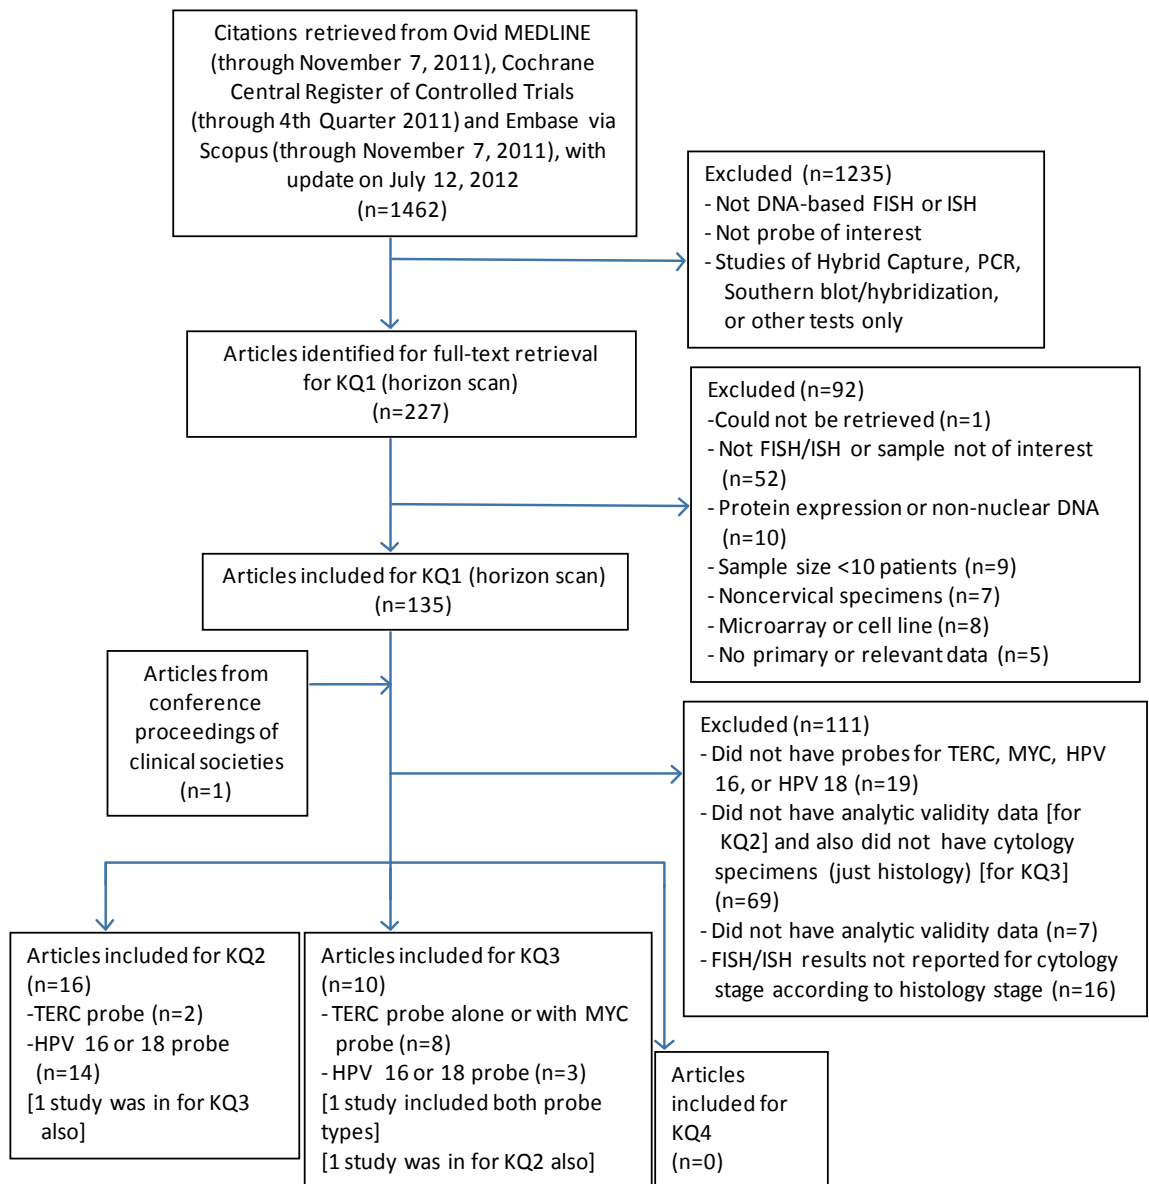 Citations retrieved from Ovid MEDLINE
(through November 7, 2011), Cochrane
Central Register of Controlled Trials
(through 4th Quarter 2011) and Embase via
Scopus (through November 7, 2011), with
update on July 12, 2012
(n=1462)
Excluded (n=1235)
- Not DNA-based FISH or ISH
- Not probe of interest
- Studies of Hybrid Capture, PCR,
Southern blot/hybridization,
or other tests only
Articles identified for full-text retrieval
for KQ1 (horizon scan)
(n=227)
Excluded (n=92)
-Could not be retrieved (n=1)
- Not FISH/ISH or sample not of interest
(n=52)
- Protein expression or non-nuclear DNA
(n=10)
- Sample size <10 patients (n=9)
- Noncervical specimens (n=7)
- Microarray or cell line (n=8)
- No primary or relevant data (n=5)
Articles included for KQ1 (horizon scan)
(n=135)
Articles from
conference
proceedings of
clinical societies
(n=1)
Excluded (n=111)
- Did not have probes for TERC, MYC, HPV
16, or HPV 18 (n=19)
- Did not have analytic validity data [for
KQ2] and also did not have cytology
specimens (just histology) [for KQ3]
(n=69)
- Did not have analytic validity data (n=7)
- FISH/ISH results not reported for cytology
stage according to histology stage (n=16)
Articles included for KQ2
(n=16)
-TERC probe (n=2)
-HPV 16 or 18 probe
(n=14)
[1 study was in for KQ3
also]
Articles included for KQ3
(n=10)
- TERC probe alone or with MYC
probe (n=8)
- HPV 16 or 18 probe (n=3)
[1 study included both probe
types]
[1 study was in for KQ2 also]
Articles
included for
KQ4
(n=0)